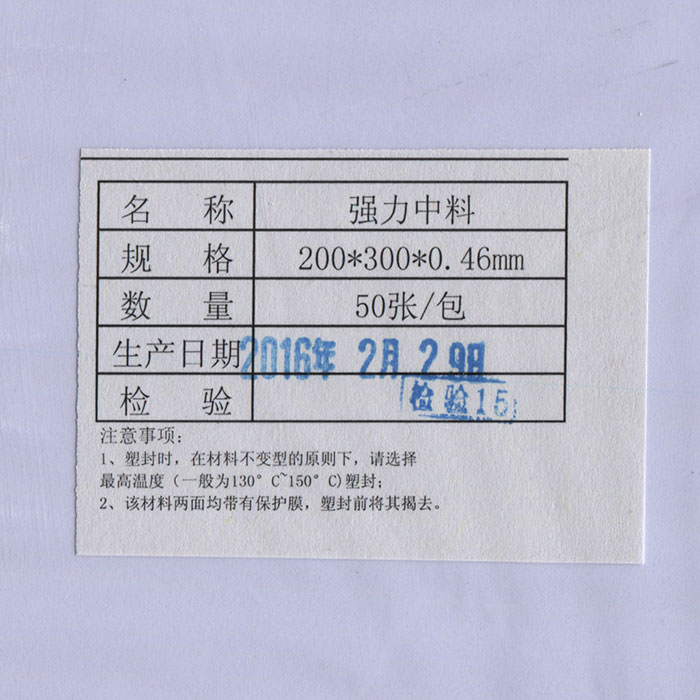 名 称 强力中料
规 格 200*300*0.46mm
数 量 50张/包
生产日期 2016年 2月 29日
检 验 检验15
注意事项：
1、塑封时，在材料不变型的原则下，请选择
最高温度（一般为130°C~150°C)塑封；
2、该材料两面均带有保护膜，塑封前将其揭去。